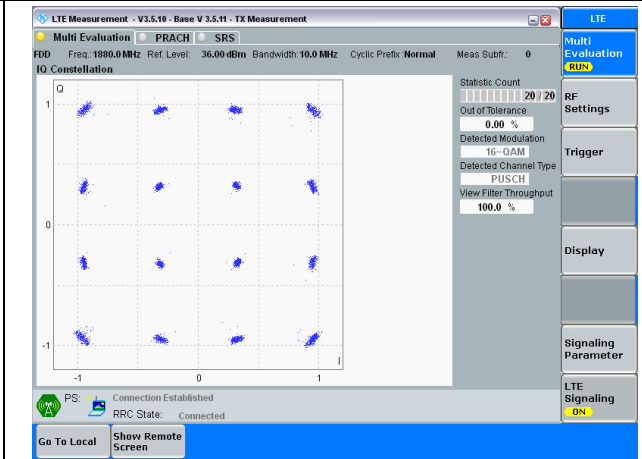 LTE Measurement - V3.5.10 - Base V 3.5.11 - TX Measurement
LTE
Multi Evaluation PRACH SRS
FDD Freq.:1880.0 MHz Ref. Level: 36.00 dBm Bandwidth:10.0 MHz Cyclic Prefix :Normal Meas Subfr.: 0
IQ Constellation
Q
1
0
-1
I
-1 0 1
Statistic Count
20 / 20
Out of Tolerance
0.00 %
Detected Modulation
16-QAM
Detected Channel Type
PUSCH
View Filter Throughput
100.0 %
Multi
Evaluation
RUN
RF
Settings
Trigger
Display
Signaling
Parameter
LTE
Signaling
ON
PS: Connection Established
RRC State: Connected
Go To Local
Show Remote
Screen